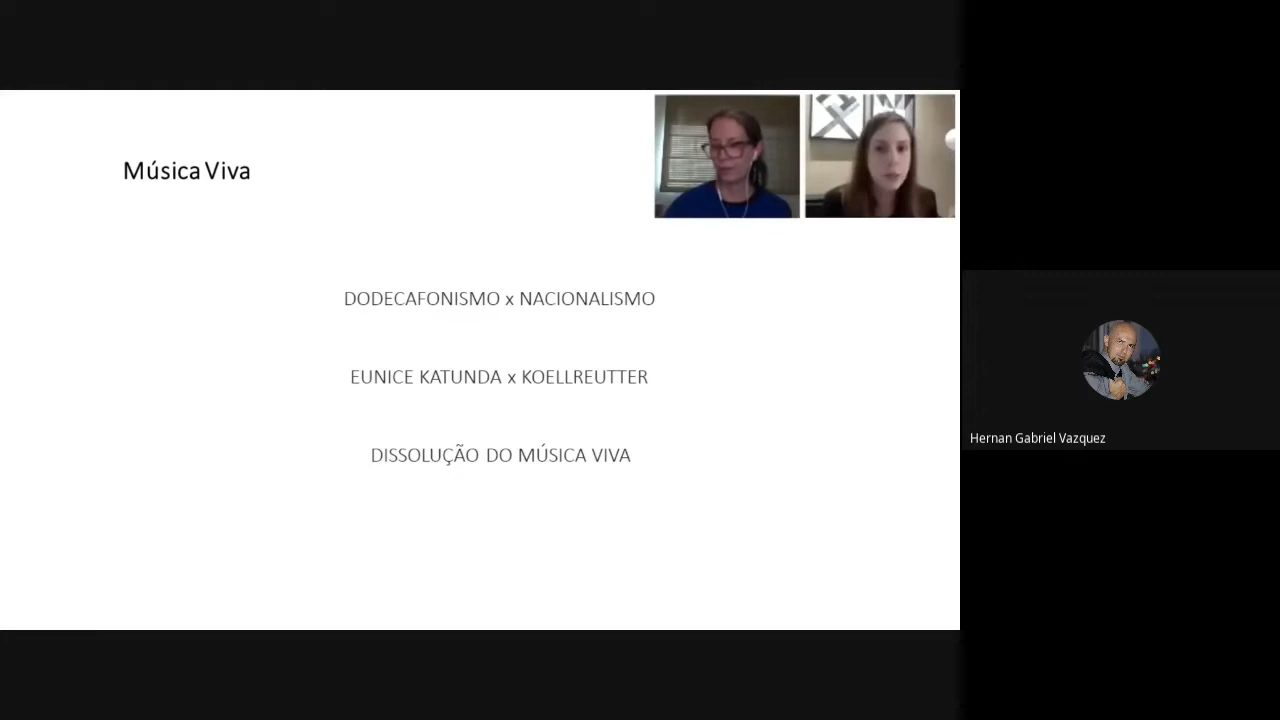 Música Viva
DODECAFONISMO x NACIONALISMO
EUNICE KATUNDA x KOELLREUTTER
DISSOLUÇÃO DO MÚSICA VIVA
Hernan Gabriel Vazquez